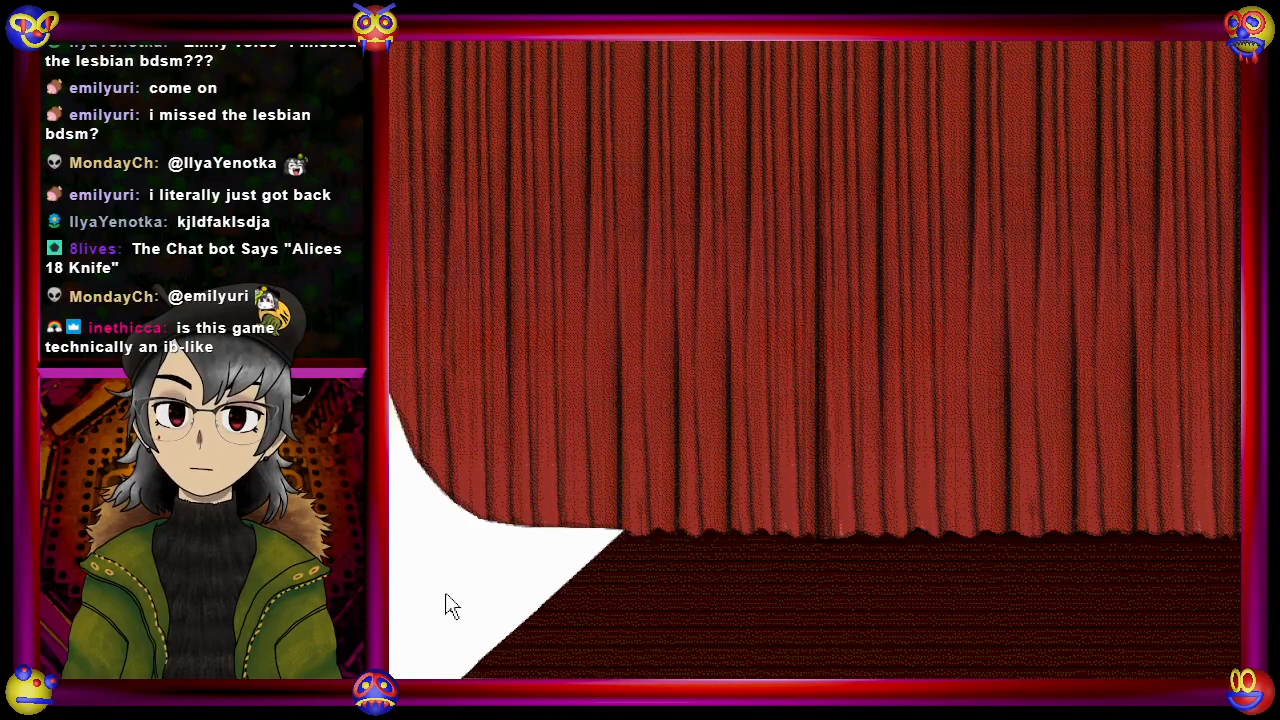 the lesbian bdsm???
emilyuri: come on
emilyuri: i missed the lesbian
bdsm?
MondayCh: @IlyaYenotka
emilyuri: i literally just got back
IlyaYenotka: kjldfaklsdja
8lives: The Chat bot Says "Alices
18 Knife"
MondayCh: @emilyuri
inethicca: is this game
technically an ib-like